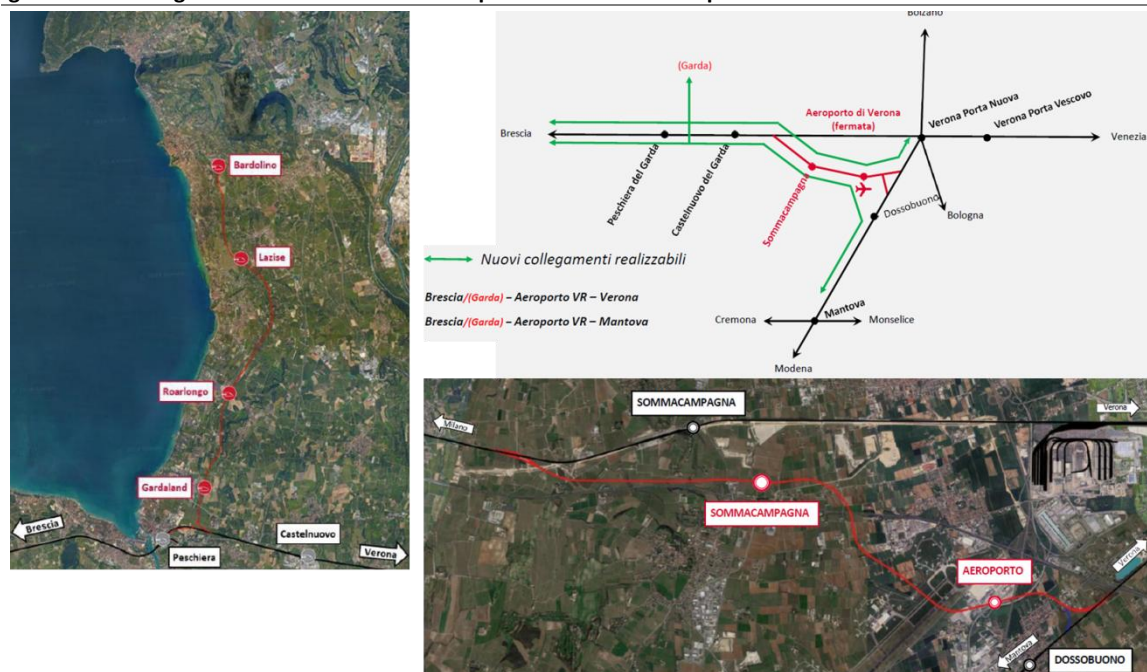 Bardolino
Lazise
Roarlongo
Gardaland
Brescia
Peschiera
Castelnuovo
Verona
Bolzano
(Garda)
Aeroporto di Verona
(fermata)
Verona Porta Nuova
Verona Porta Vescovo
Brescia
Venezia
Peschiera del Garda
Castelnuovo del Garda
Sommacampagna
Dossobuono
Bologna
Nuovi collegamenti realizzabili
Brescia/(Garda) – Aeroporto VR – Verona
Brescia/(Garda) – Aeroporto VR – Mantova
Mantova
Cremona
Monselice
Modena
SOMMACAMPAGNA
Milano
Verona
SOMMACAMPAGNA
AEROPORTO
Verona
Mantova
DOSSOBUONO